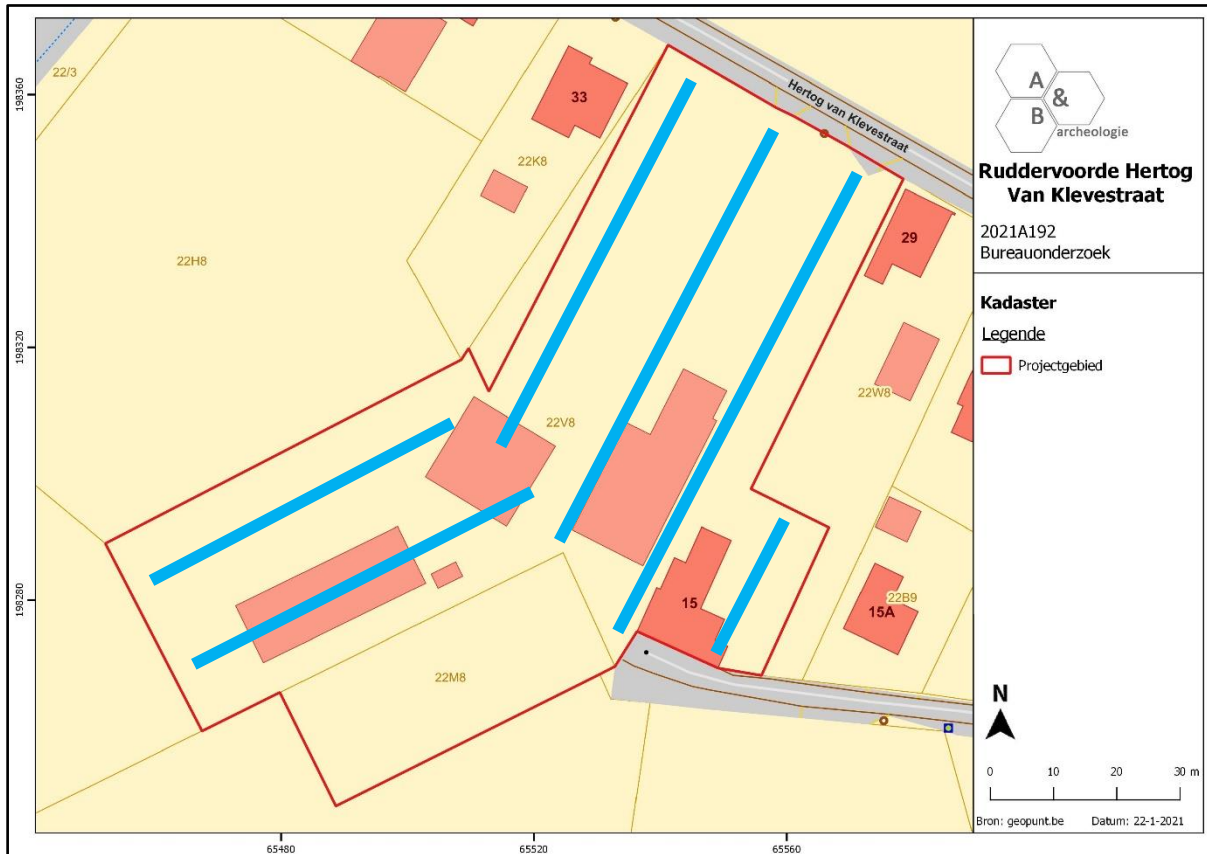 22/3
33
22K8
22H8
Hertog van Klevestraat
29
22W8
22V8
15
15A
22B9
22M8
198360
198320
198280
65480
65520
65560
A
&
B
archeologie
Ruddervoorde Hertog
Van Klevestraat
2021A192
Bureauonderzoek
Kadaster
Legende
Projectgebied
N
0 10 20 30 m
Bron: geopunt.be Datum: 22-1-2021